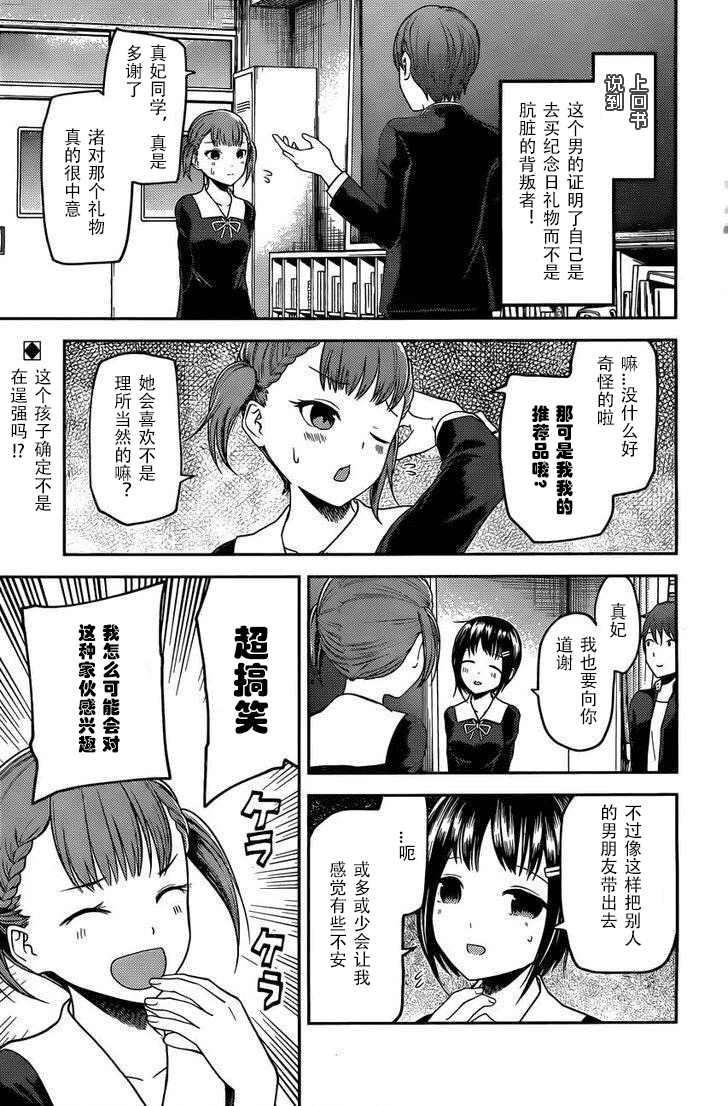 上回书
说到
这个男的证明了自己是
去买纪念日礼物而不是
肮脏的背叛者！
真妃同学，真是
多谢了
渚对那个礼物
真的很中意
嘛…没什么好
奇怪的啦
那可是我我的
推荐品哦？
她会喜欢不是
理所当然的嘛？
这个孩子确定不是
在逞强吗!?
真妃
我也要向你
道谢
不过像这样把别人
的男朋友带出去
…呃
或多或少会让我
感觉有些不安
超搞笑
我怎么可能会对
这种家伙感兴趣
ケラ
ケラ
ケラ
ケラ